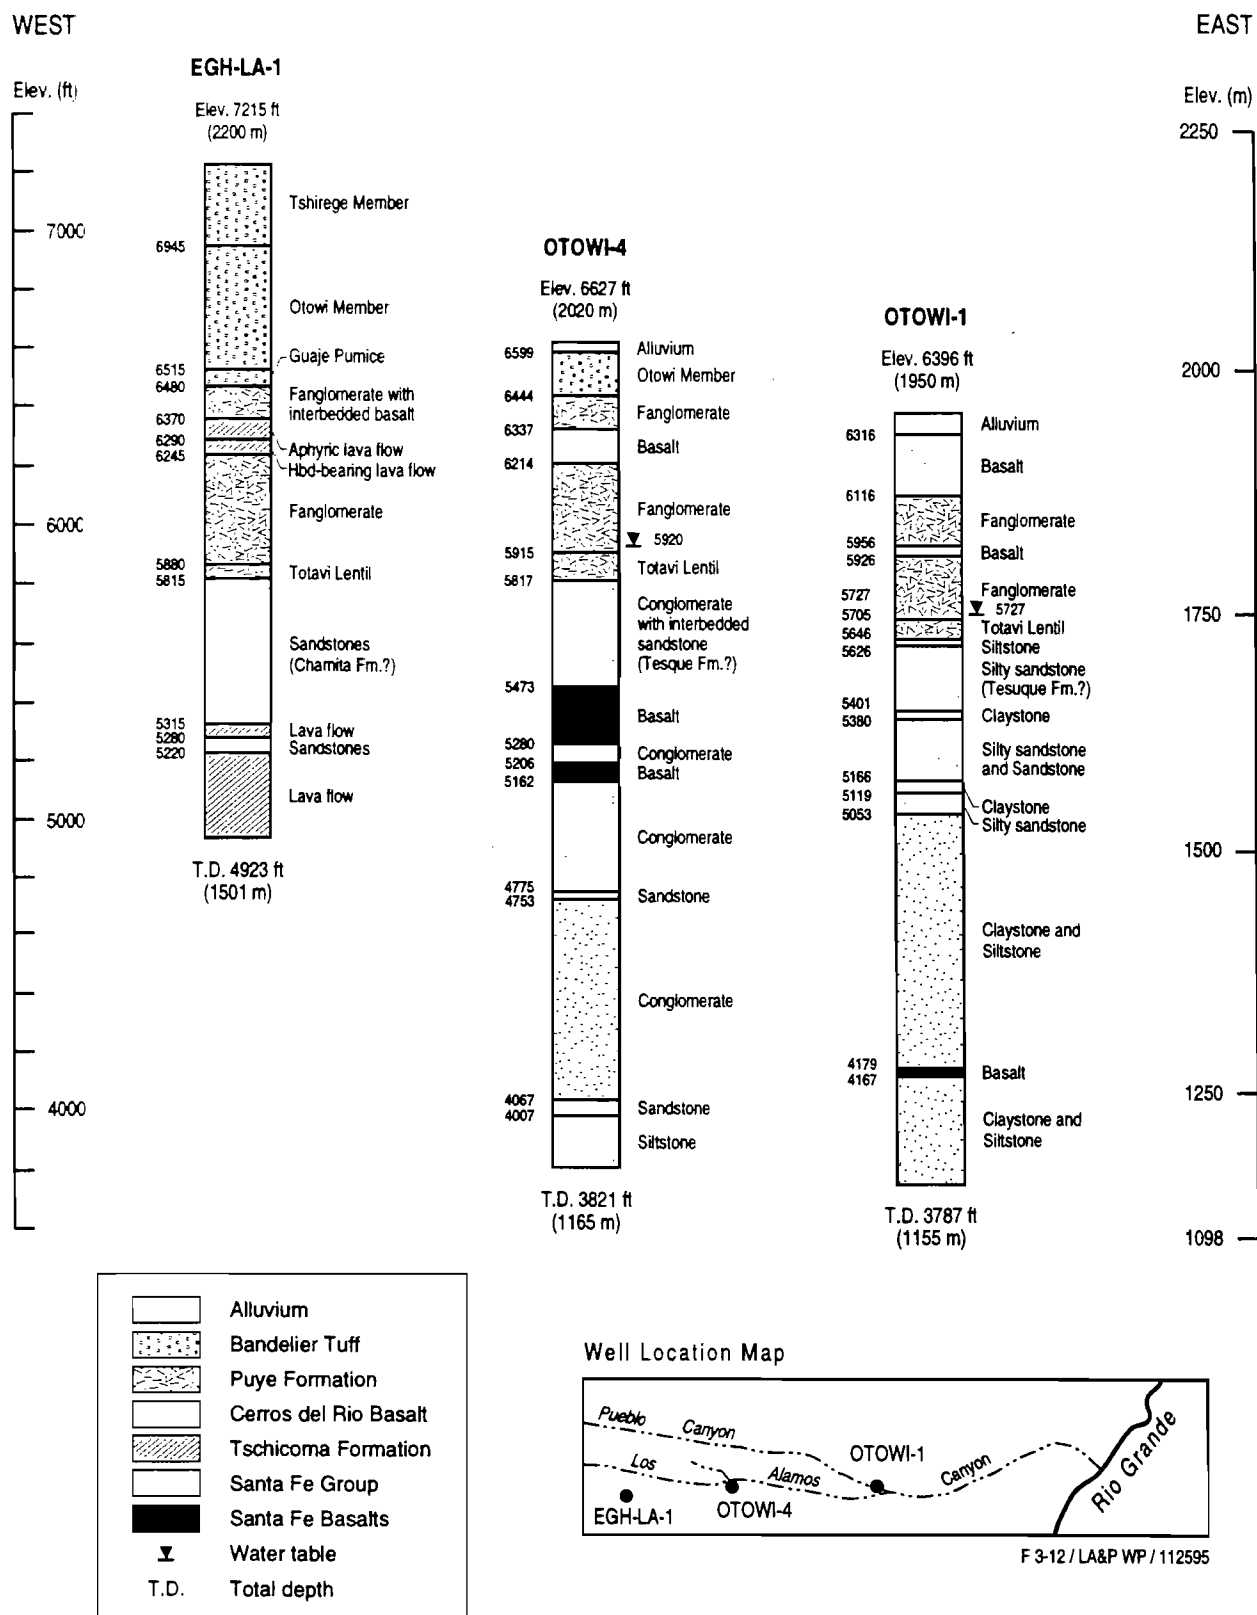 WEST
EAST
Elev. (ft)
Elev. (m)
7000
6000
5000
4000
2250
2000
1750
1500
1250
1098
EGH-LA-1
Elev. 7215 ft
(2200 m)
Tshirege Member
6945
Otowi Member
Guaje Pumice
6515
6480
Fanglomerate with
interbedded basalt
6370
6290
Aphyric lava flow
6245
Hbd-bearing lava flow
Fanglomerate
5880
5815
Totavi Lentil
Sandstones
(Chamita Fm.?)
5315
Lava flow
5280
Sandstones
5220
Lava flow
T.D. 4923 ft
(1501 m)
OTOWI-4
Elev. 6627 ft
(2020 m)
Alluvium
6599
Otowi Member
6444
Fanglomerate
6337
Basalt
6214
Fanglomerate
5920
5915
Totavi Lentil
5817
Conglomerate
with interbedded
sandstone
(Tesque Fm.?)
5473
Basalt
5280
Conglomerate
5206
Basalt
5162
Conglomerate
4775
4753
Sandstone
Conglomerate
4067
Sandstone
4007
Siltstone
T.D. 3821 ft
(1165 m)
OTOWI-1
Elev. 6396 ft
(1950 m)
Alluvium
6316
Basalt
6116
Fanglomerate
5956
Basalt
5926
Fanglomerate
5727
5727
5705
Totavi Lentil
5646
Siltstone
5626
Silty sandstone
(Tesuque Fm.?)
5401
Claystone
5380
Silty sandstone
and Sandstone
5166
5119
Claystone
5053
Silty sandstone
Claystone and
Siltstone
4179
Basalt
4167
Claystone and
Siltstone
T.D. 3787 ft
(1155 m)
Alluvium
Bandelier Tuff
Puye Formation
Cerros del Rio Basalt
Tschicoma Formation
Santa Fe Group
Santa Fe Basalts
Water table
T.D. Total depth
Well Location Map
Pueblo Canyon
Los Alamos Canyon
OTOWI-1
EGH-LA-1
OTOWI-4
Rio Grande
F 3-12 / LA&P WP / 112595